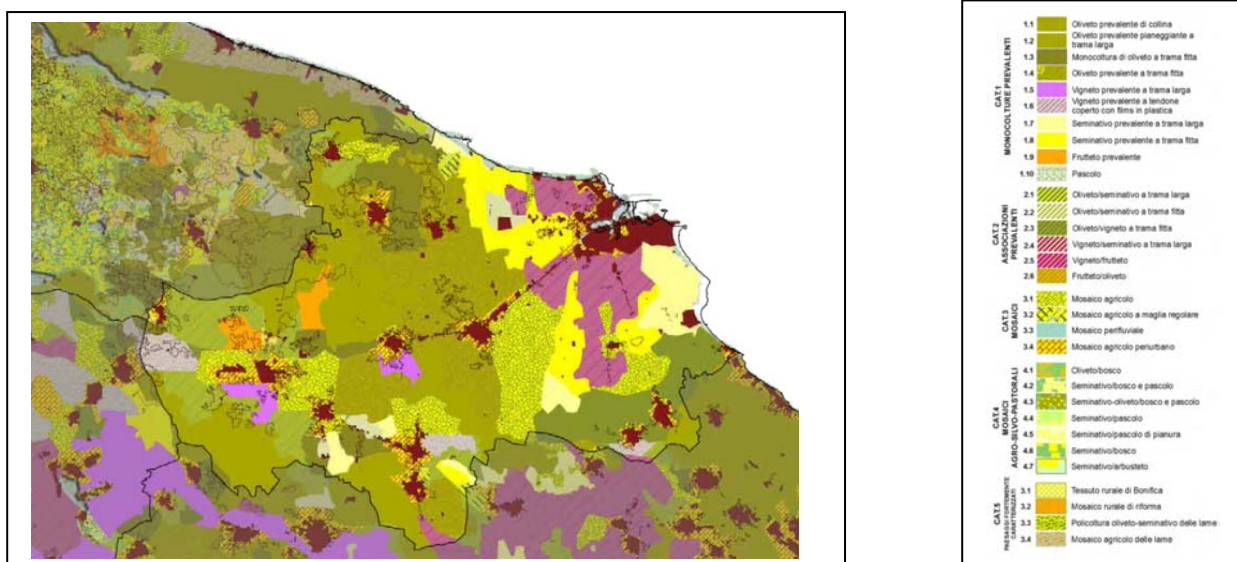 CAT.1
MONOCOLTURE PREVALENTI
1.1 Oliveto prevalente di collina
1.2 Oliveto prevalente pianeggiante a
trama larga
1.3 Monocoltura di oliveto a trama fitta
1.4 Oliveto prevalente a trama fitta
1.5 Vigneto prevalente a trama larga
1.6 Vigneto prevalente a tendone
coperto con films in plastica
1.7 Seminativo prevalente a trama larga
1.8 Seminativo prevalente a trama fitta
1.9 Frutteto prevalente
1.10 Pascolo
CAT.2
ASSOCIAZIONI
PREVALENTI
2.1 Oliveto/seminativo a trama larga
2.2 Oliveto/seminativo a trama fitta
2.3 Oliveto/vigneto a trama fitta
2.4 Vigneto/seminativo a trama larga
2.5 Vigneto/frutteto
2.6 Frutteto/oliveto
CAT.3
MOSAICI
3.1 Mosaico agricolo
3.2 Mosaico agricolo a maglia regolare
3.3 Mosaico perifluviale
3.4 Mosaico agricolo periurbano
CAT.4
MOSAICI
AGRO-SILVO-PASTORALI
4.1 Oliveto/bosco
4.2 Seminativo/bosco e pascolo
4.3 Seminativo-oliveto/bosco e pascolo
4.4 Seminativo/pascolo
4.5 Seminativo/pascolo di pianura
4.6 Seminativo/bosco
4.7 Seminativo/arbusteto
CAT.5
PAESAGGI FORTEMENTE
CARATTERIZZATI
3.1 Tessuto rurale di Bonifica
3.2 Mosaico rurale di riforma
3.3 Policoltura oliveto-seminativo delle lame
3.4 Mosaico agricolo delle lame